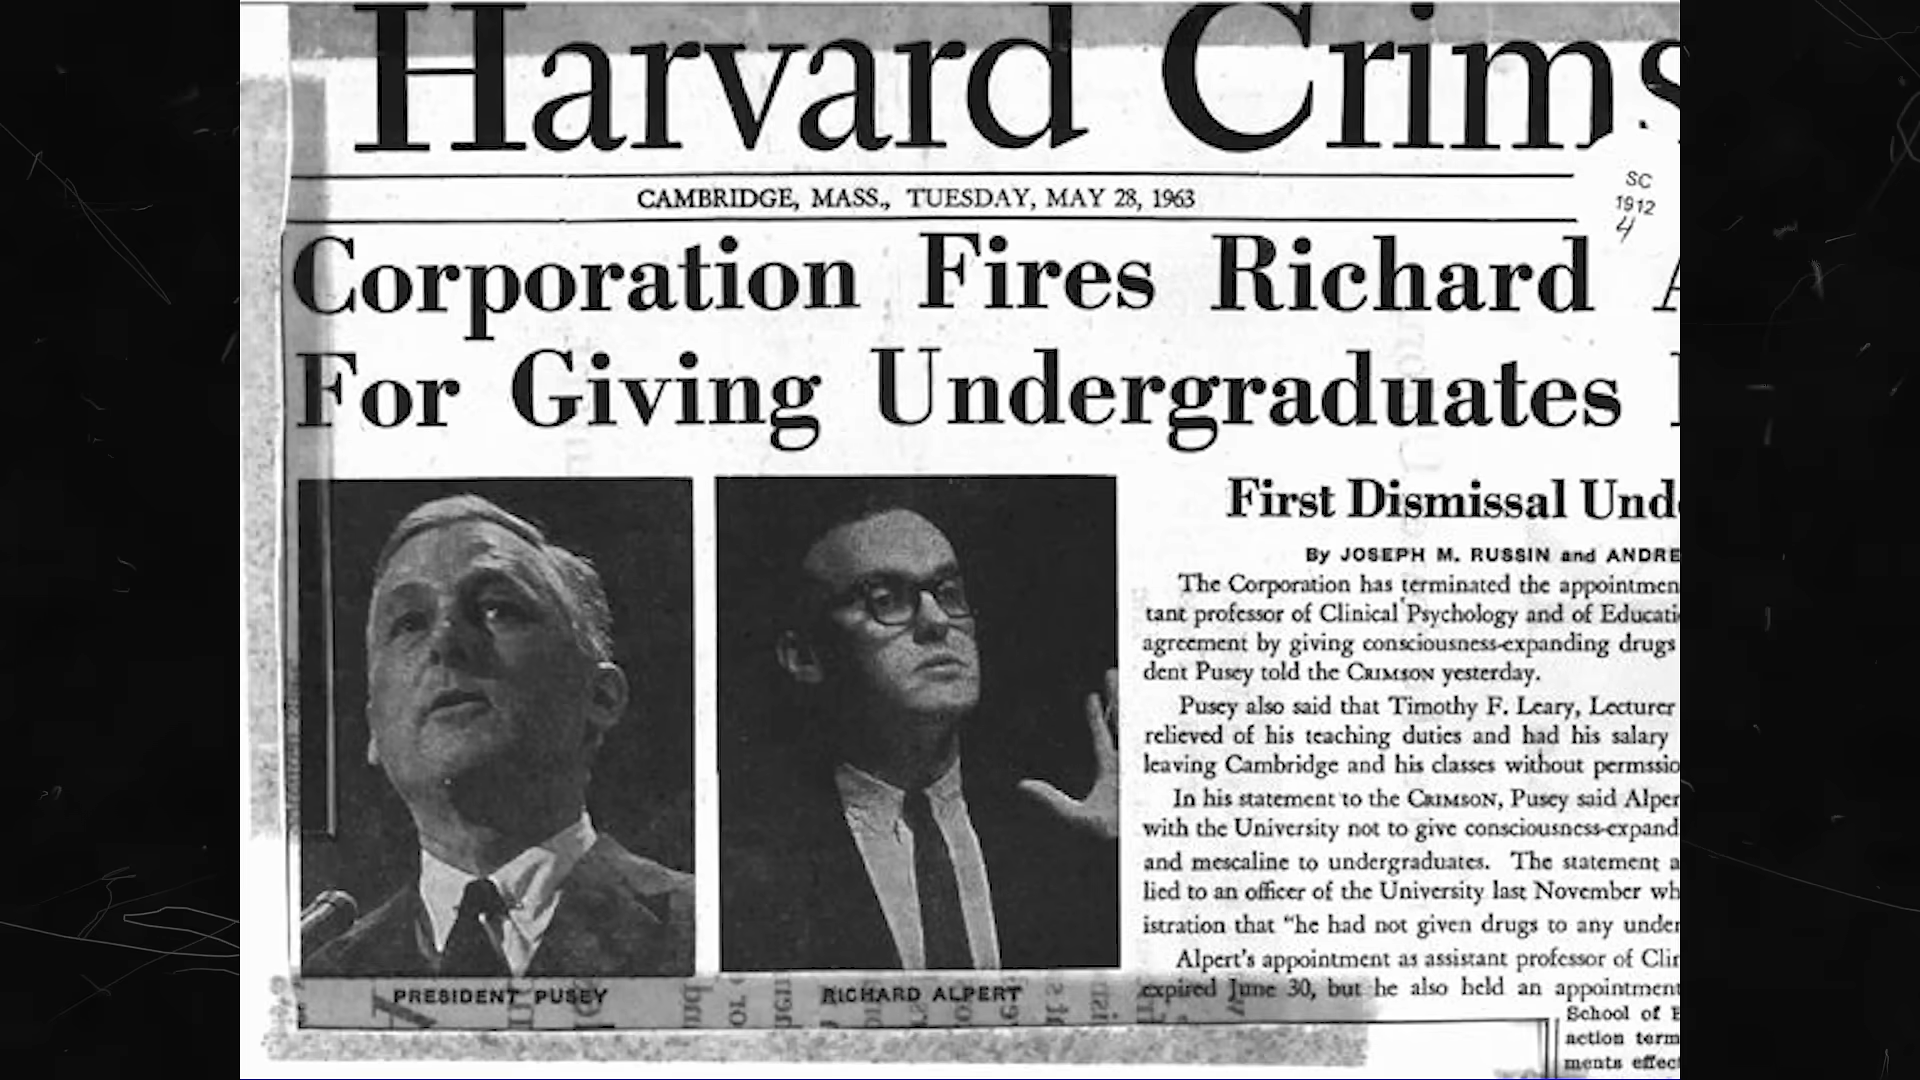 Harvard Crims
CAMBRIDGE, MASS., TUESDAY, MAY 28, 1963
SC
1912
4
Corporation Fires Richard A
For Giving Undergraduates
First Dismissal Und
By JOSEPH M. RUSSIN and ANDRE
The Corporation has terminated the appointmen
tant professor of Clinical Psychology and of Educati
agreement by giving consciousness-expanding drugs
dent Pusey told the CRIMSON yesterday.
Pusey also said that Timothy F. Leary, Lecturer
relieved of his teaching duties and had his salary
leaving Cambridge and his classes without permssio
In his statement to the CRIMSON, Pusey said Alper
with the University not to give consciousness-expand
and mescaline to undergraduates. The statement a
lied to an officer of the University last November wh
istration that "he had not given drugs to any under
Alpert's appointment as assistant professor of Clin
expired June 30, but he also held an appointment
School of E
action term
ments effec
PRESIDENT PUSEY
RICHARD ALPERT